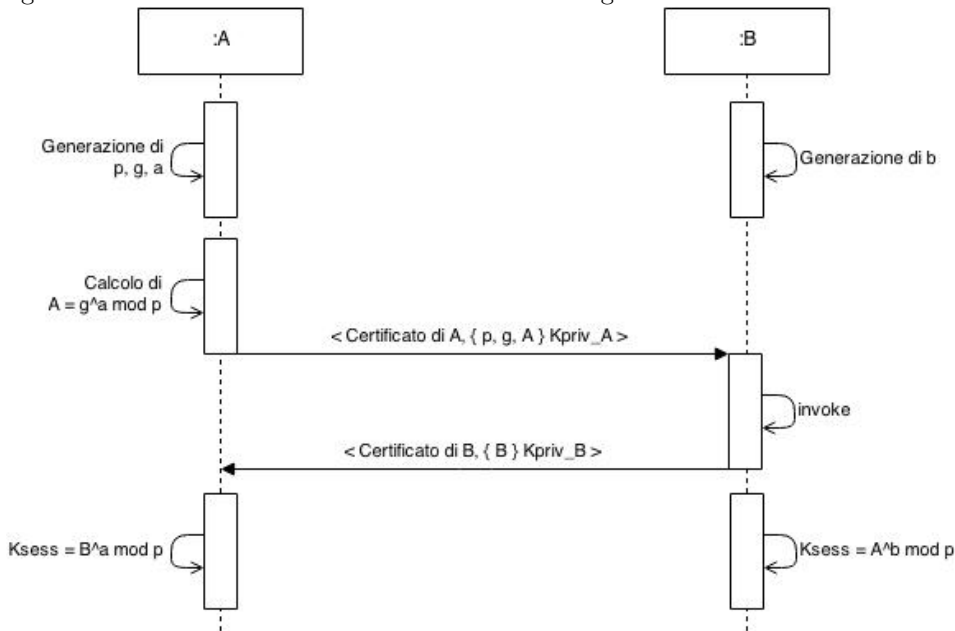 :A
:B
Generazione di
p, g, a
Generazione di b
Calcolo di
A = g^a mod p
< Certificato di A, { p, g, A } Kpriv_A >
invoke
< Certificato di B, { B } Kpriv_B >
Ksess = B^a mod p
Ksess = A^b mod p